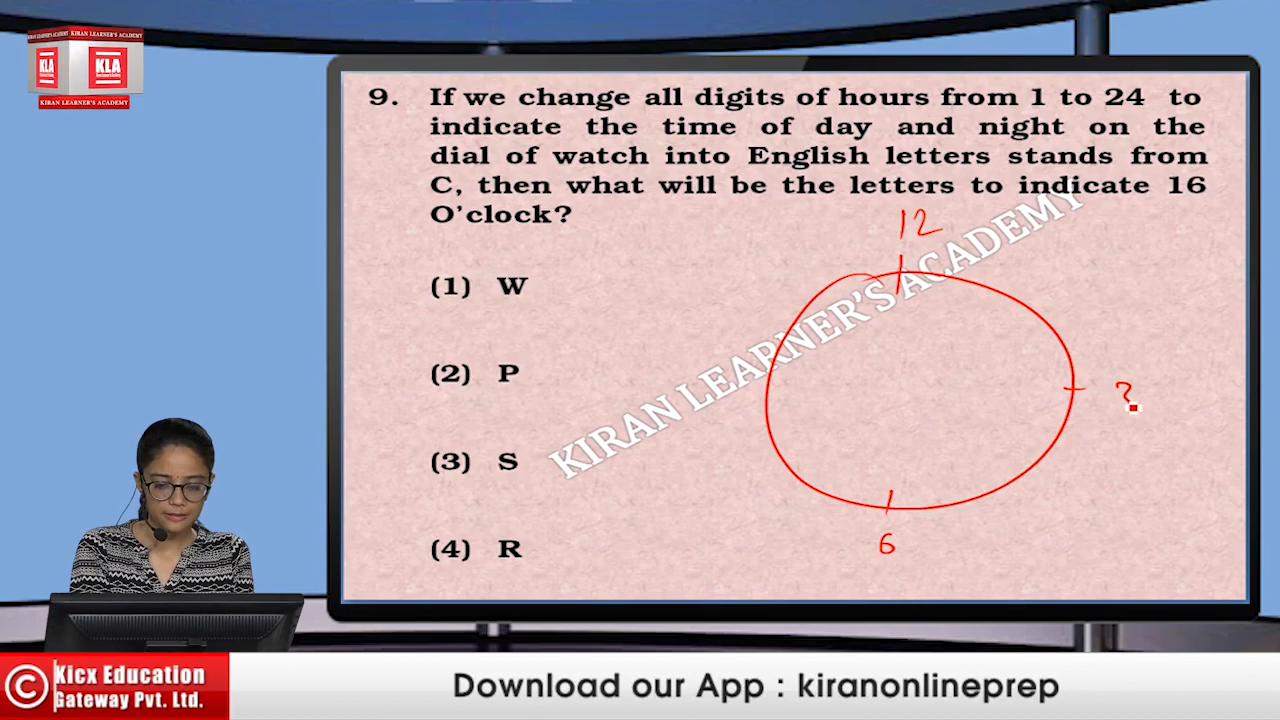 KIRAN LEARNER'S ACADEMY KIRAN LEARNER'S ACADEMY
KLA KLA
KIRAN LEARNER'S ACADEMY
9. If we change all digits of hours from 1 to 24 to
indicate the time of day and night on the
dial of watch into English letters stands from
C, then what will be the letters to indicate 16
O'clock?
(1) W
(2) P
(3) S
(4) R
12
6
KIRAN LEARNER'S ACADEMY
© Kicx Education
Gateway Pvt. Ltd.
Download our App : kiranonlineprep